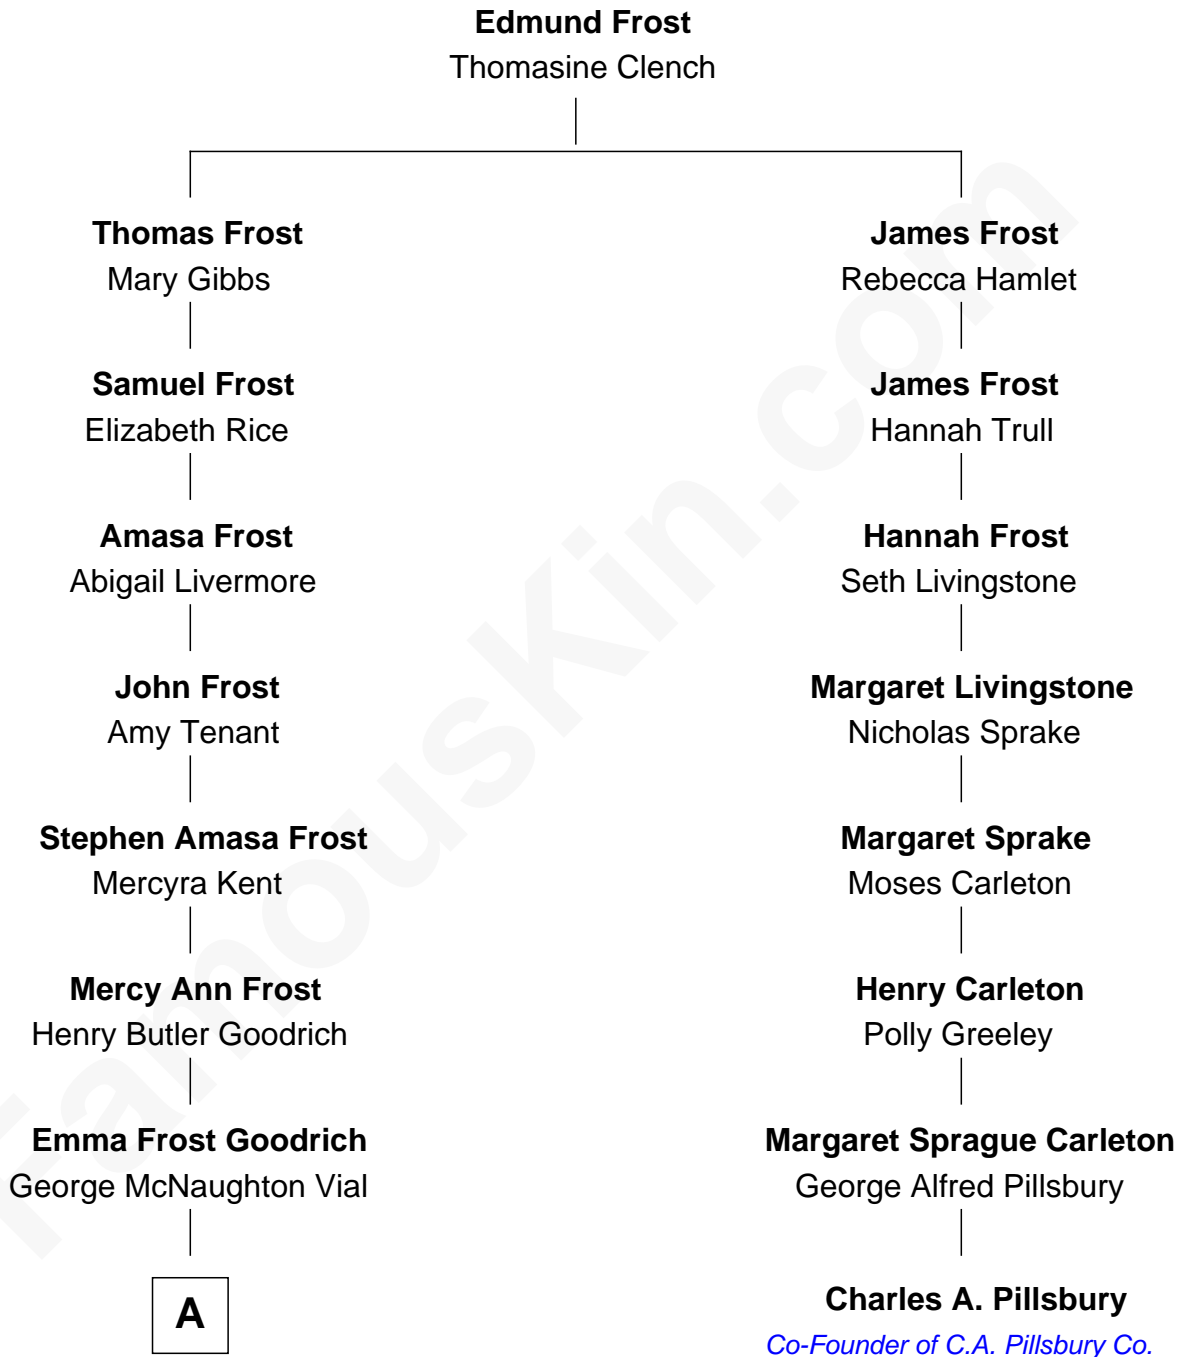 Edmund Frost
Thomasine Clench
Thomas Frost
Mary Gibbs
Samuel Frost
Elizabeth Rice
Amasa Frost
Abigail Livermore
John Frost
Amy Tenant
Stephen Amasa Frost
Mercyra Kent
Mercy Ann Frost
Henry Butler Goodrich
Emma Frost Goodrich
George McNaughton Vial
A
James Frost
Rebecca Hamlet
James Frost
Hannah Trull
Hannah Frost
Seth Livingstone
Margaret Livingstone
Nicholas Sprake
Margaret Sprake
Moses Carleton
Henry Carleton
Polly Greeley
Margaret Sprague Carleton
George Alfred Pillsbury
Charles A. Pillsbury
Co-Founder of C.A. Pillsbury Co.
FamousKin.com